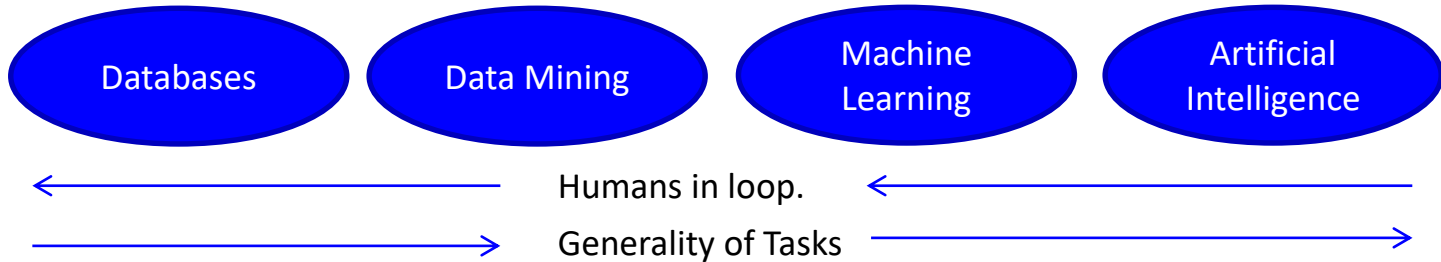 Databases
Data Mining
Machine
Learning
Artificial
Intelligence
Humans in loop.
Generality of Tasks